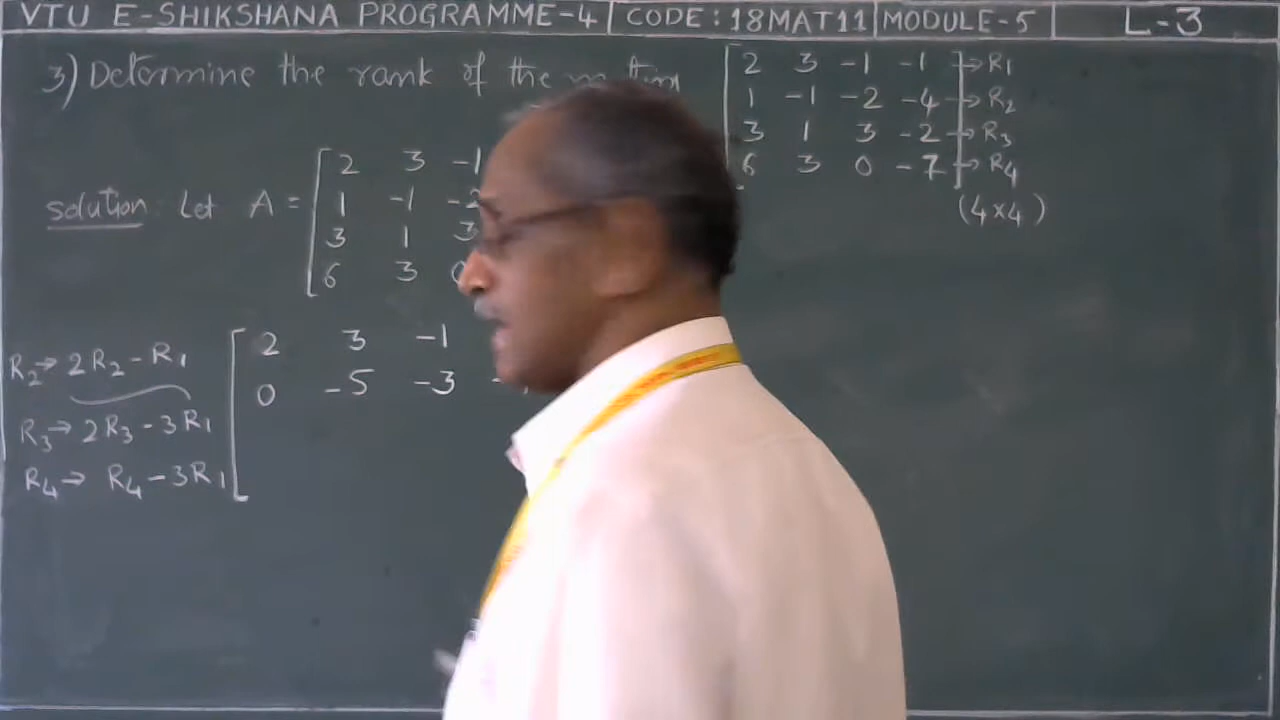 VTU E-SHIKSHANA PROGRAMME-4 | CODE : 18MAT11 | MODULE-5 | L-3
3) Determine the rank of the
2 3 -1 -1 → R1
1 -1 -2 -4 → R2
3 1 3 -2 → R3
6 3 0 -7 → R4
(4×4)
Solution: Let A =
2 3 -1
1 -1 -2
3 1 3
6 3
R2→ 2R2 - R1
R3→ 2R3 - 3R1
R4→ R4 - 3R1
2 3 -1
0 -5 -3